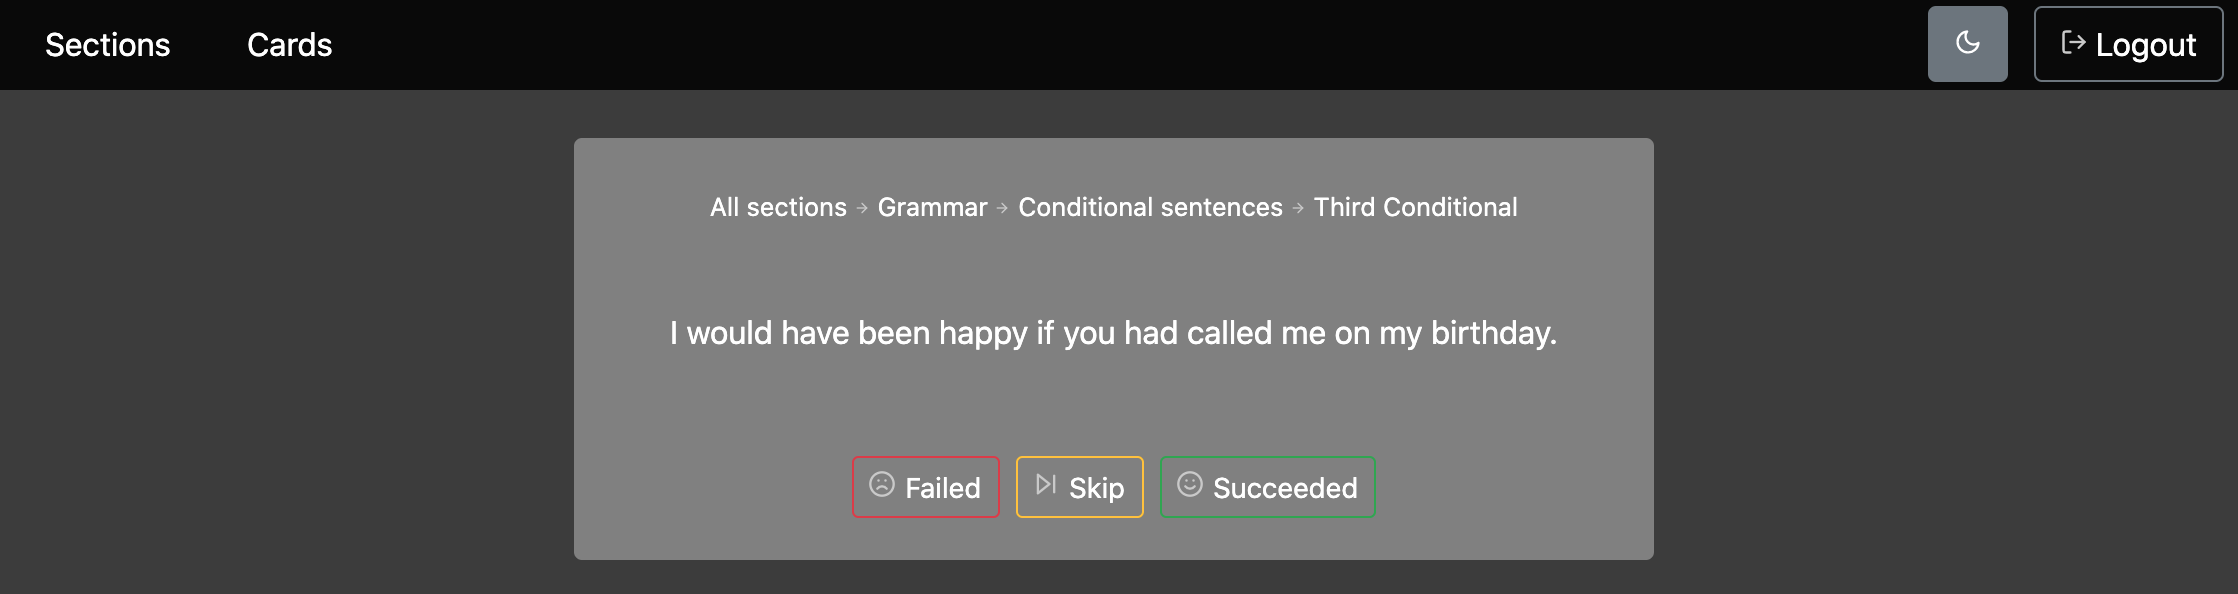 Sections Cards Logout
All sections → Grammar → Conditional sentences → Third Conditional
I would have been happy if you had called me on my birthday.
Failed Skip Succeeded